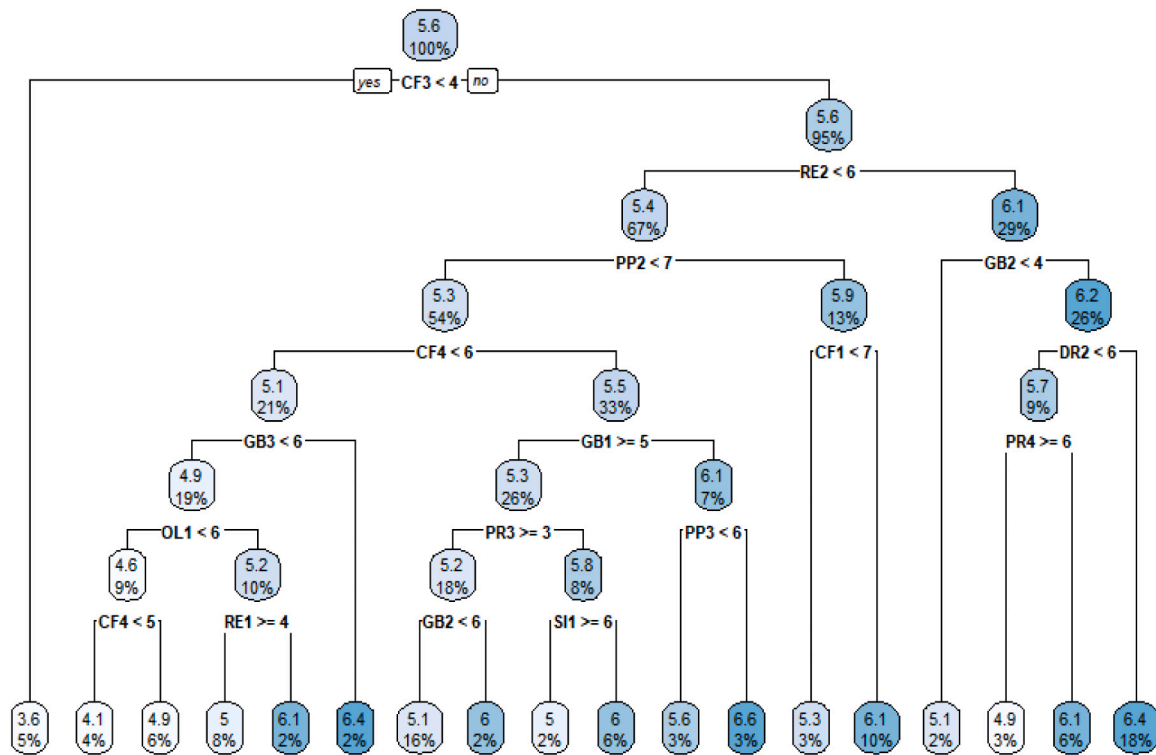 5.6
100%
yes CF3 < 4 no
5.6
95%
RE2 < 6
5.4 6.1
67% 29%
PP2 < 7 GB2 < 4
5.3 5.9 6.2
54% 13% 26%
CF4 < 6 CF1 < 7 DR2 < 6
5.1 5.5 5.7
21% 33% 9%
GB3 < 6 GB1 >= 5 PR4 >= 6
4.9 5.3 6.1
19% 26% 7%
OL1 < 6 PR3 >= 3 PP3 < 6
4.6 5.2 5.2 5.8
9% 10% 18% 8%
CF4 < 5 RE1 >= 4 GB2 < 6 SI1 >= 6
3.6 4.1 4.9 5 6.1 6.4 5.1 6 5 6 5.6 6.6 5.3 6.1 5.1 4.9 6.1 6.4
5% 4% 6% 8% 2% 2% 16% 2% 2% 6% 3% 3% 3% 10% 2% 3% 6% 18%